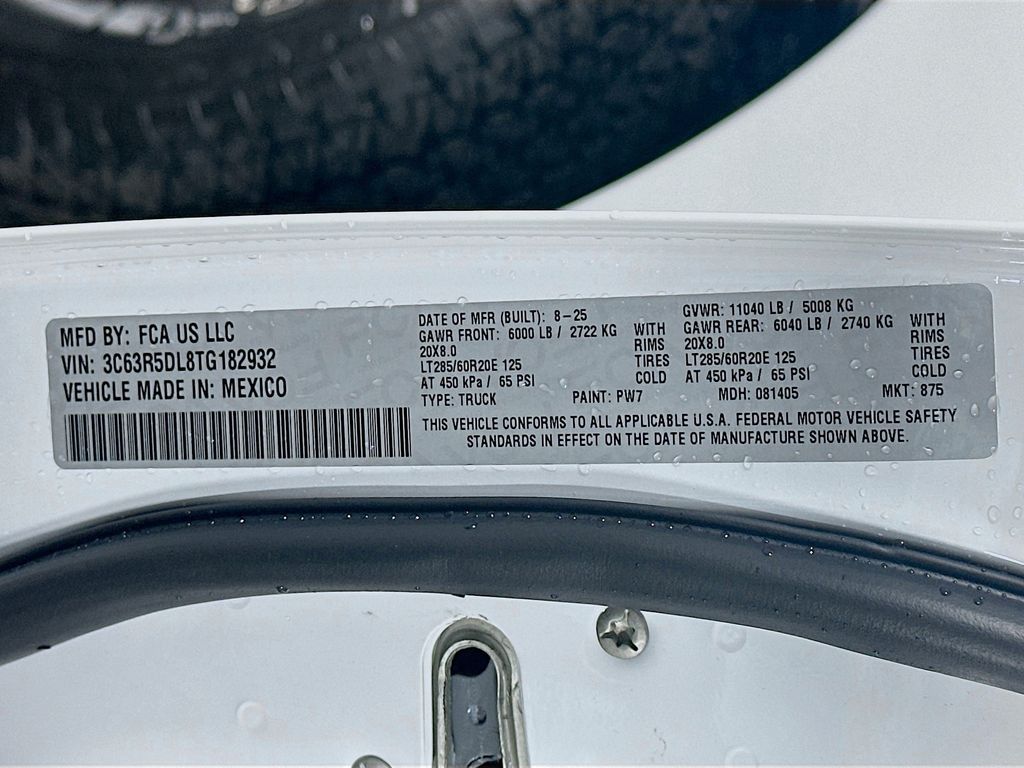 MFD BY: FCA US LLC
VIN: 3C63R5DL8TG182932
VEHICLE MADE IN: MEXICO
DATE OF MFR (BUILT): 8-25
GAWR FRONT: 6000 LB / 2722 KG WITH
20X8.0 RIMS
LT285/60R20E 125 TIRES
AT 450 kPa / 65 PSI COLD
GVWR: 11040 LB / 5008 KG
GAWR REAR: 6040 LB / 2740 KG WITH
20X8.0 RIMS
LT285/60R20E 125 TIRES
AT 450 kPa / 65 PSI COLD
TYPE: TRUCK PAINT: PW7 MDH: 081405 MKT: 875
THIS VEHICLE CONFORMS TO ALL APPLICABLE U.S.A. FEDERAL MOTOR VEHICLE SAFETY
STANDARDS IN EFFECT ON THE DATE OF MANUFACTURE SHOWN ABOVE.